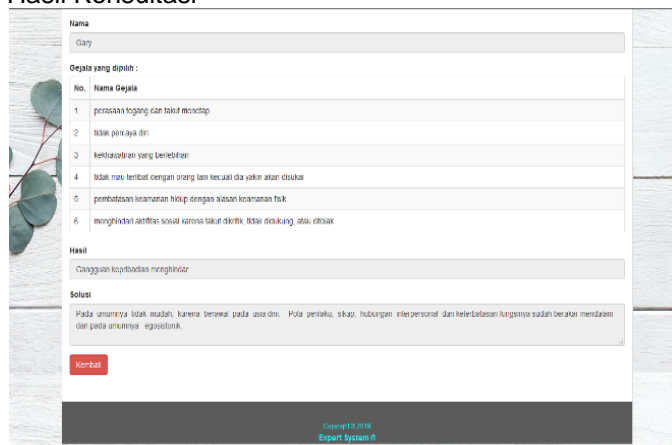 Hasil Konsultasi
Nama
Gary
Gejala yang dipilih :
No. Nama Gejala
1 perasaan tegang dan takut menetap
2 tidak percaya diri
3 kekhawatiran yang berlebihan
4 tidak mau terlibat dengan orang lain kecuali dia yakin akan disukai
5 pembatasan keamanan hidup dengan alasan keamanan fisik
6 menghindari aktifitas sosial karena takut dikritik, tidak didukung, atau ditolak
Hasil
Gangguan kepribadian menghindar
Solusi
Pada umumnya tidak mudah, karena berawal pada usia dini. Pola perilaku, sikap, hubungan interpersonal dan keterbatasan fungsinya sudah berakar mendalam
dan pada umumnya egosistonik.
Kembali
Copyright © 2019
Expert System